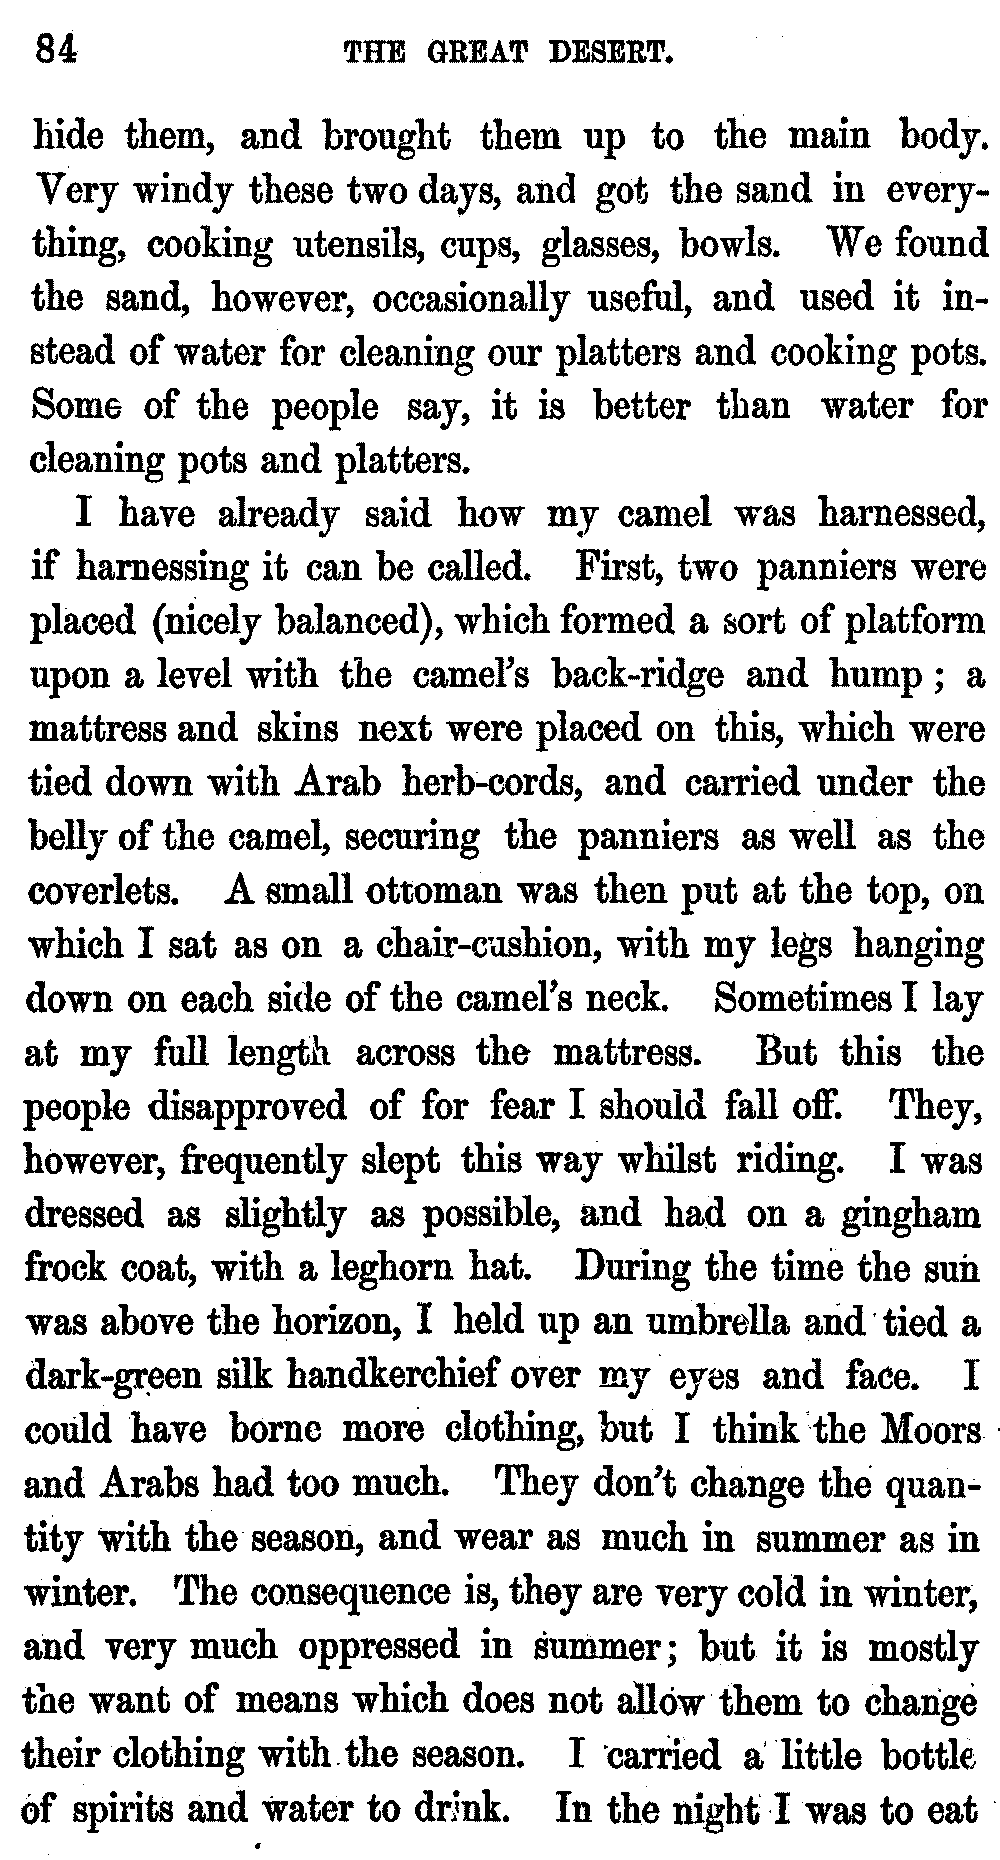 84 THE GREAT DESERT.
hide them, and brought them up to the main body.
Very windy these two days, and got the sand in every-
thing, cooking utensils, cups, glasses, bowls. We found
the sand, however, occasionally useful, and used it in-
stead of water for cleaning our platters and cooking pots.
Some of the people say, it is better than water for
cleaning pots and platters.
I have already said how my camel was harnessed,
if harnessing it can be called. First, two panniers were
placed (nicely balanced), which formed a sort of platform
upon a level with the camel's back-ridge and hump; a
mattress and skins next were placed on this, which were
tied down with Arab herb-cords, and carried under the
belly of the camel, securing the panniers as well as the
coverlets. A small ottoman was then put at the top, on
which I sat as on a chair-cushion, with my legs hanging
down on each side of the camel's neck. Sometimes I lay
at my full length across the mattress. But this the
people disapproved of for fear I should fall off. They,
however, frequently slept this way whilst riding. I was
dressed as slightly as possible, and had on a gingham
frock coat, with a leghorn hat. During the time the sun
was above the horizon, I held up an umbrella and tied a
dark-green silk handkerchief over my eyes and face. I
could have borne more clothing, but I think the Moors
and Arabs had too much. They don't change the quan-
tity with the season, and wear as much in summer as in
winter. The consequence is, they are very cold in winter,
and very much oppressed in summer; but it is mostly
the want of means which does not allow them to change
their clothing with the season. I carried a little bottle
of spirits and water to drink. In the night I was to eat